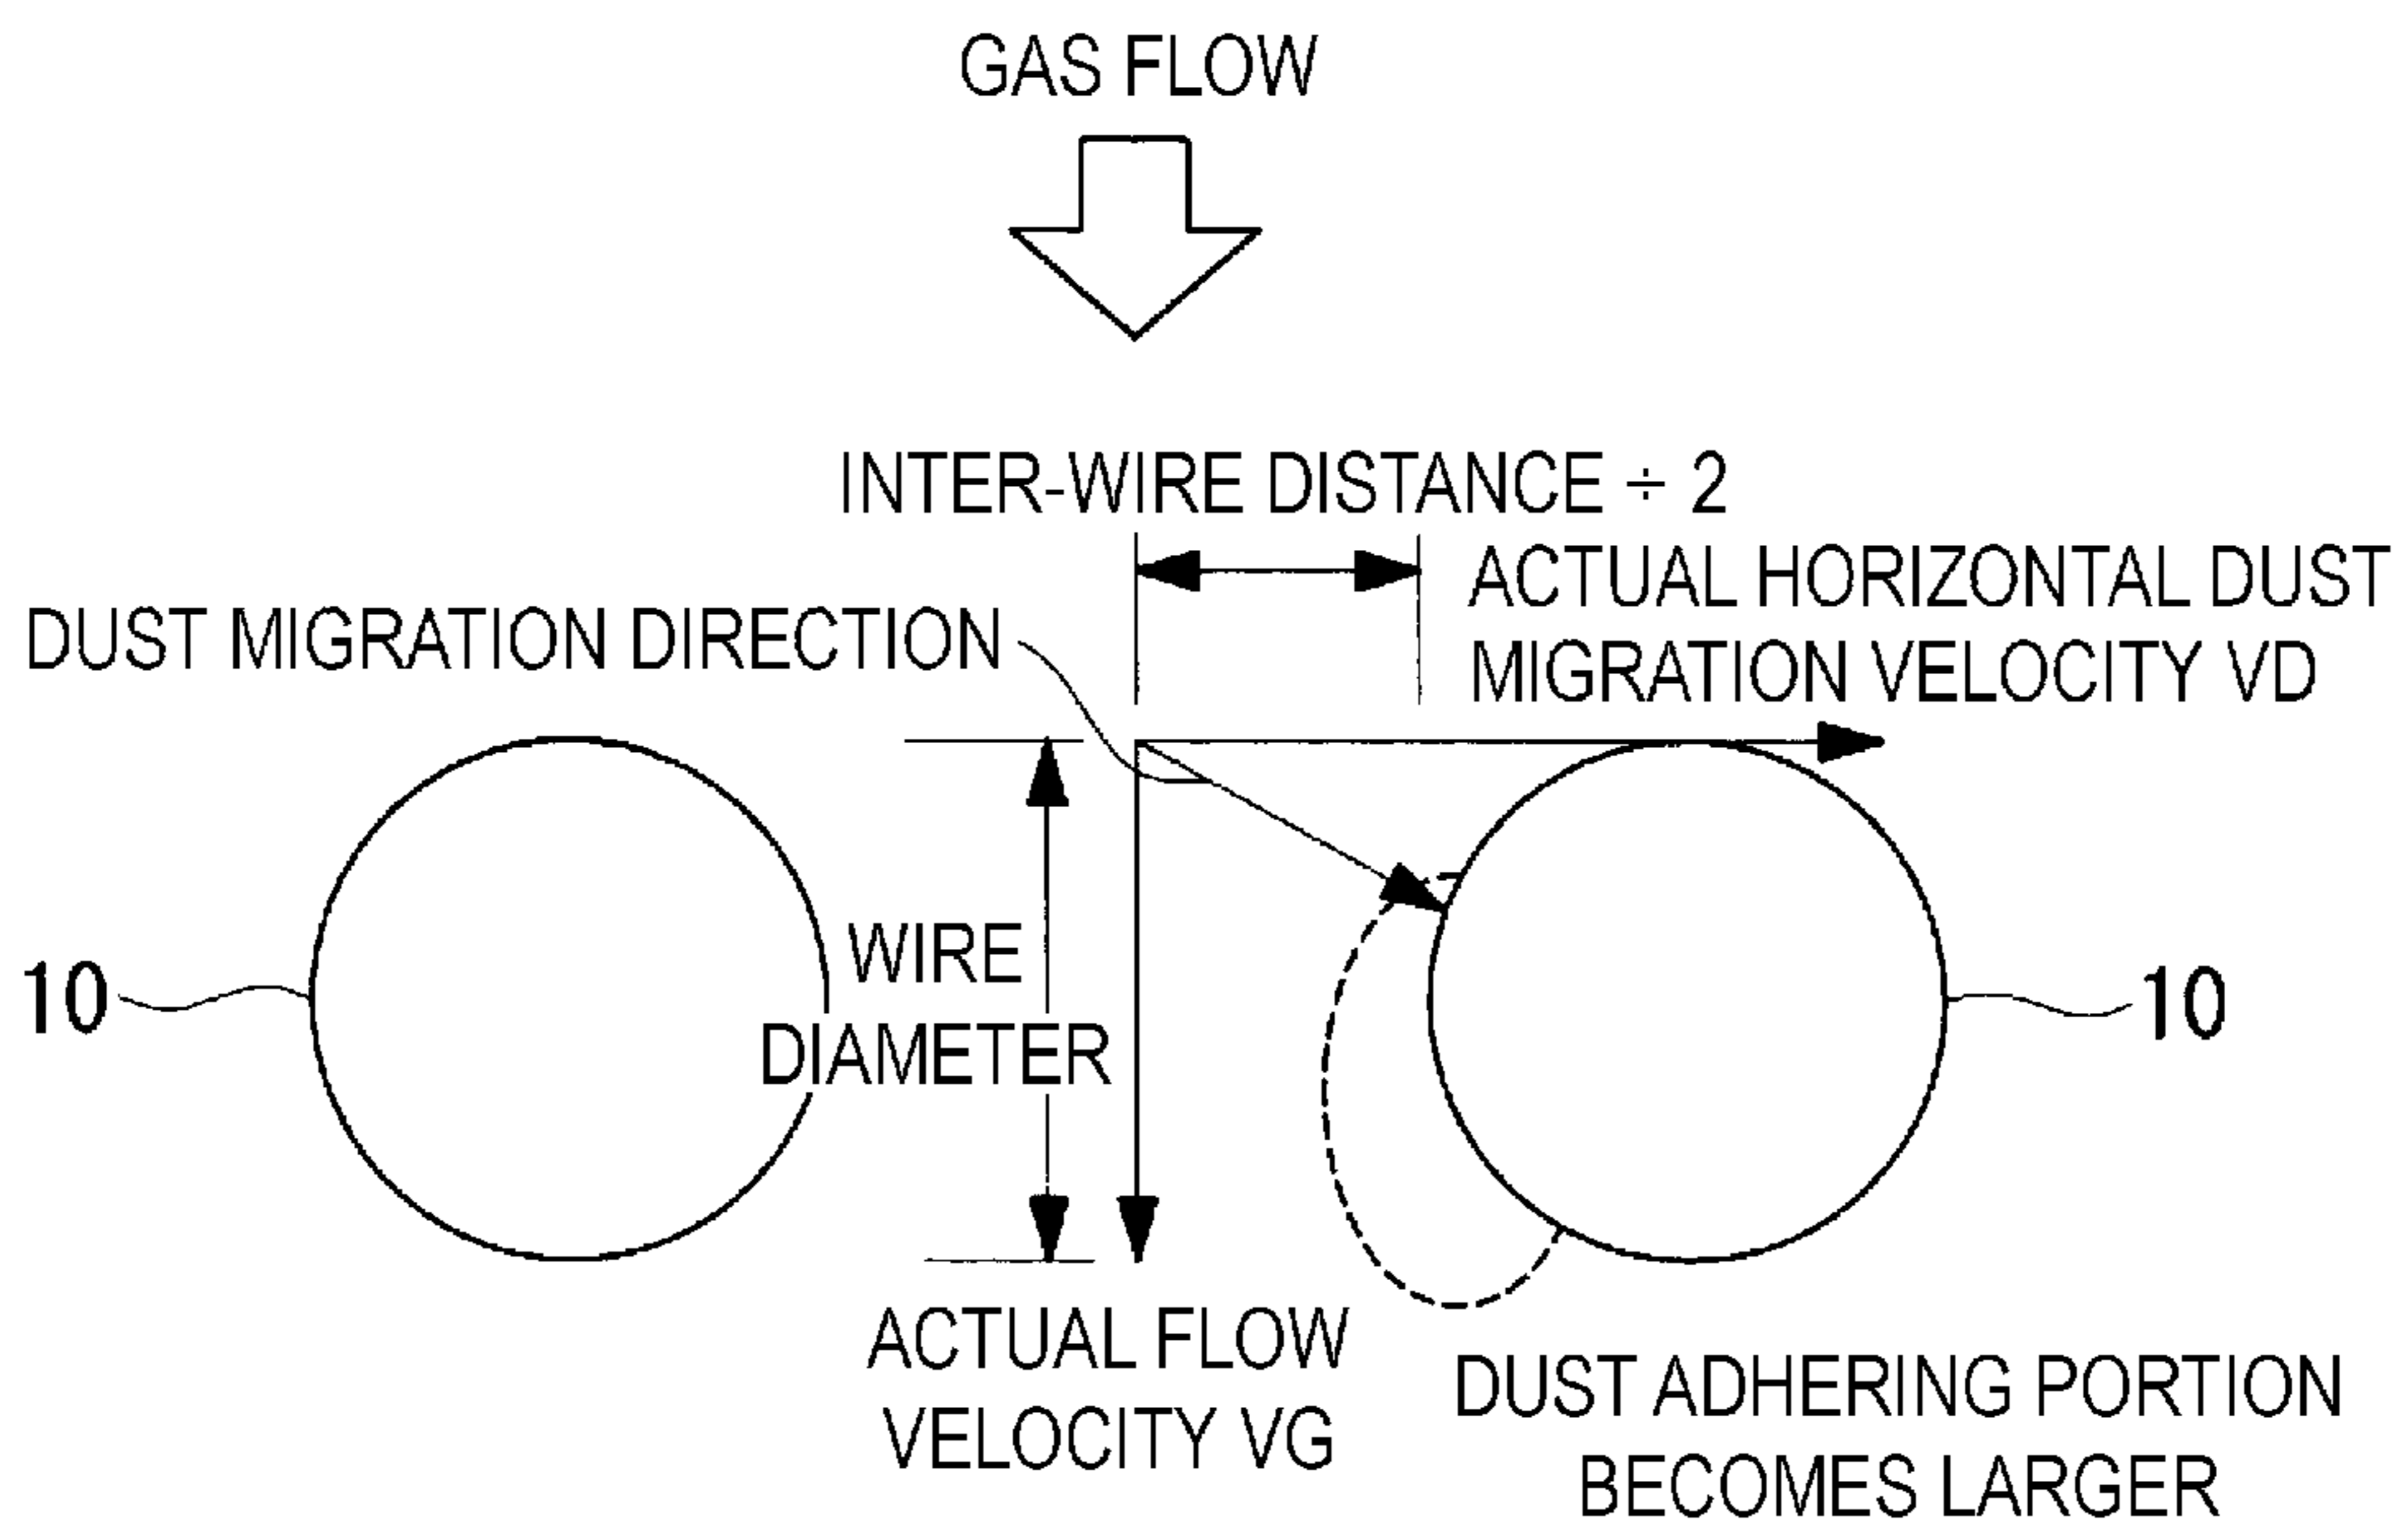 GAS FLOW
INTER-WIRE DISTANCE ÷ 2
ACTUAL HORIZONTAL DUST
MIGRATION VELOCITY VD
DUST MIGRATION DIRECTION
10
WIRE
DIAMETER
10
ACTUAL FLOW
VELOCITY VG
DUST ADHERING PORTION
BECOMES LARGER